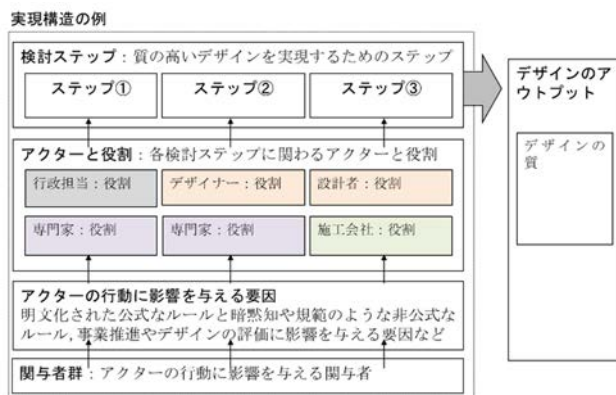 実現構造の例
検討ステップ：質の高いデザインを実現するためのステップ
ステップ①
ステップ②
ステップ③
アクターと役割：各検討ステップに関わるアクターと役割
行政担当：役割
デザイナー：役割
設計者：役割
専門家：役割
専門家：役割
施工会社：役割
アクターの行動に影響を与える要因
明文化された公式なルールと暗黙知や規範のような非公式な
ルール，事業推進やデザインの評価に影響を与える要因など
関与者群：アクターの行動に影響を与える関与者
デザインのア
ウトプット
デザインの
質